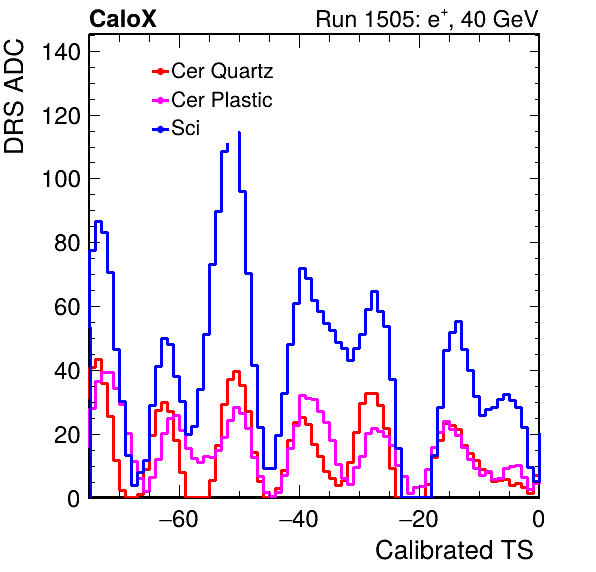 CaloX Run 1505: e⁺, 40 GeV
DRS ADC
140
120
100
80
60
40
20
0
Cer Quartz
Cer Plastic
Sci
−60 −40 −20 0
Calibrated TS